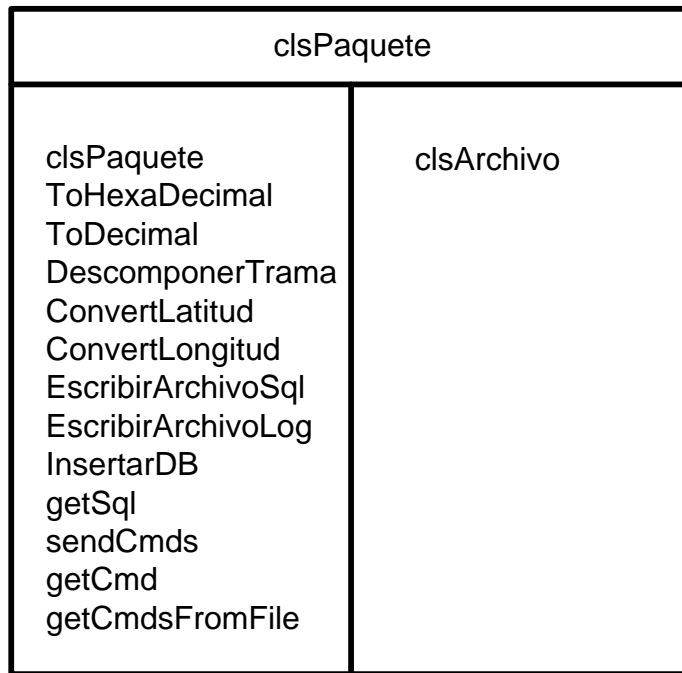 clsPaquete
clsPaquete
ToHexaDecimal
ToDecimal
DescomponerTrama
ConvertLatitud
ConvertLongitud
EscribirArchivoSql
EscribirArchivoLog
InsertarDB
getSql
sendCmds
getCmd
getCmdsFromFile
clsArchivo